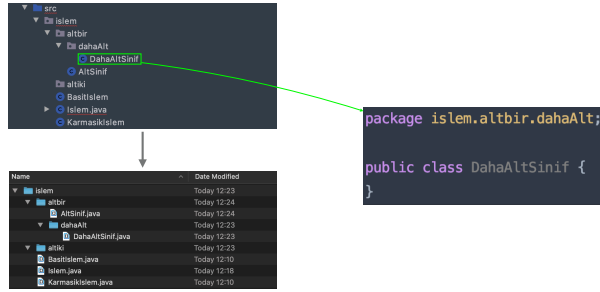 src
islem
altbir
dahaAlt
DahaAltSinif
AltSinif
altiki
BasitIslem
Islem.java
KarmasikIslem
package islem.altbir.dahaAlt;
public class DahaAltSinif {
}
Name Date Modified
islem Today 12:23
altbir Today 12:24
AltSinif.java Today 12:24
dahaAlt Today 12:23
DahaAltSinif.java Today 12:23
altiki Today 12:23
BasitIslem.java Today 12:10
Islem.java Today 12:18
KarmasikIslem.java Today 12:10